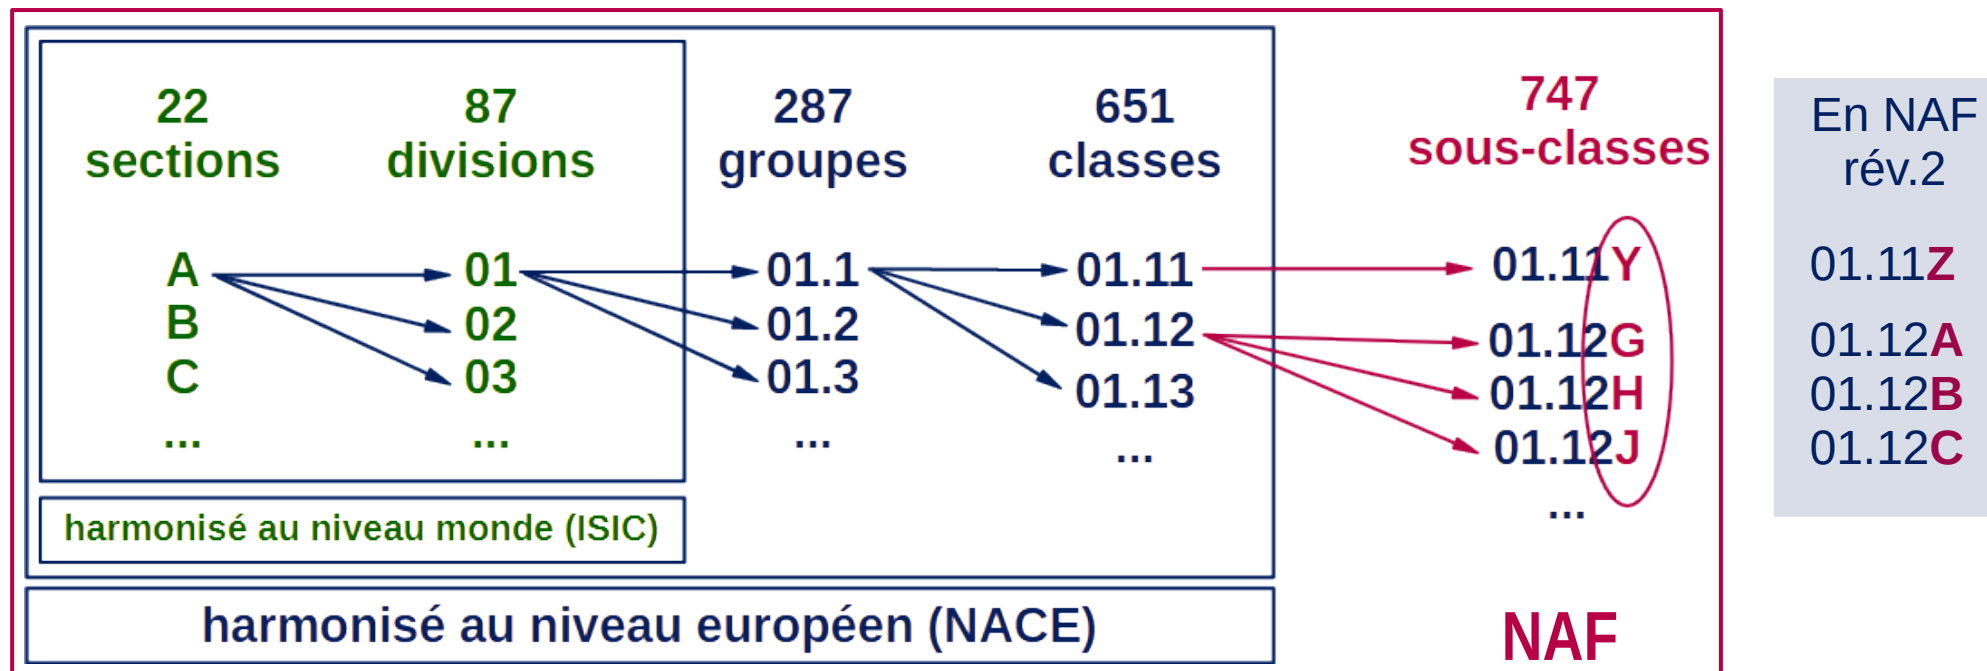 22
sections
A
B
C
...
87
divisions
01
02
03
...
287
groupes
01.1
01.2
01.3
...
651
classes
01.11
01.12
01.13
...
747
sous-classes
01.11Y
01.12G
01.12H
01.12J
...
harmonisé au niveau monde (ISIC)
harmonisé au niveau européen (NACE)
NAF
En NAF
rév.2
01.11Z
01.12A
01.12B
01.12C